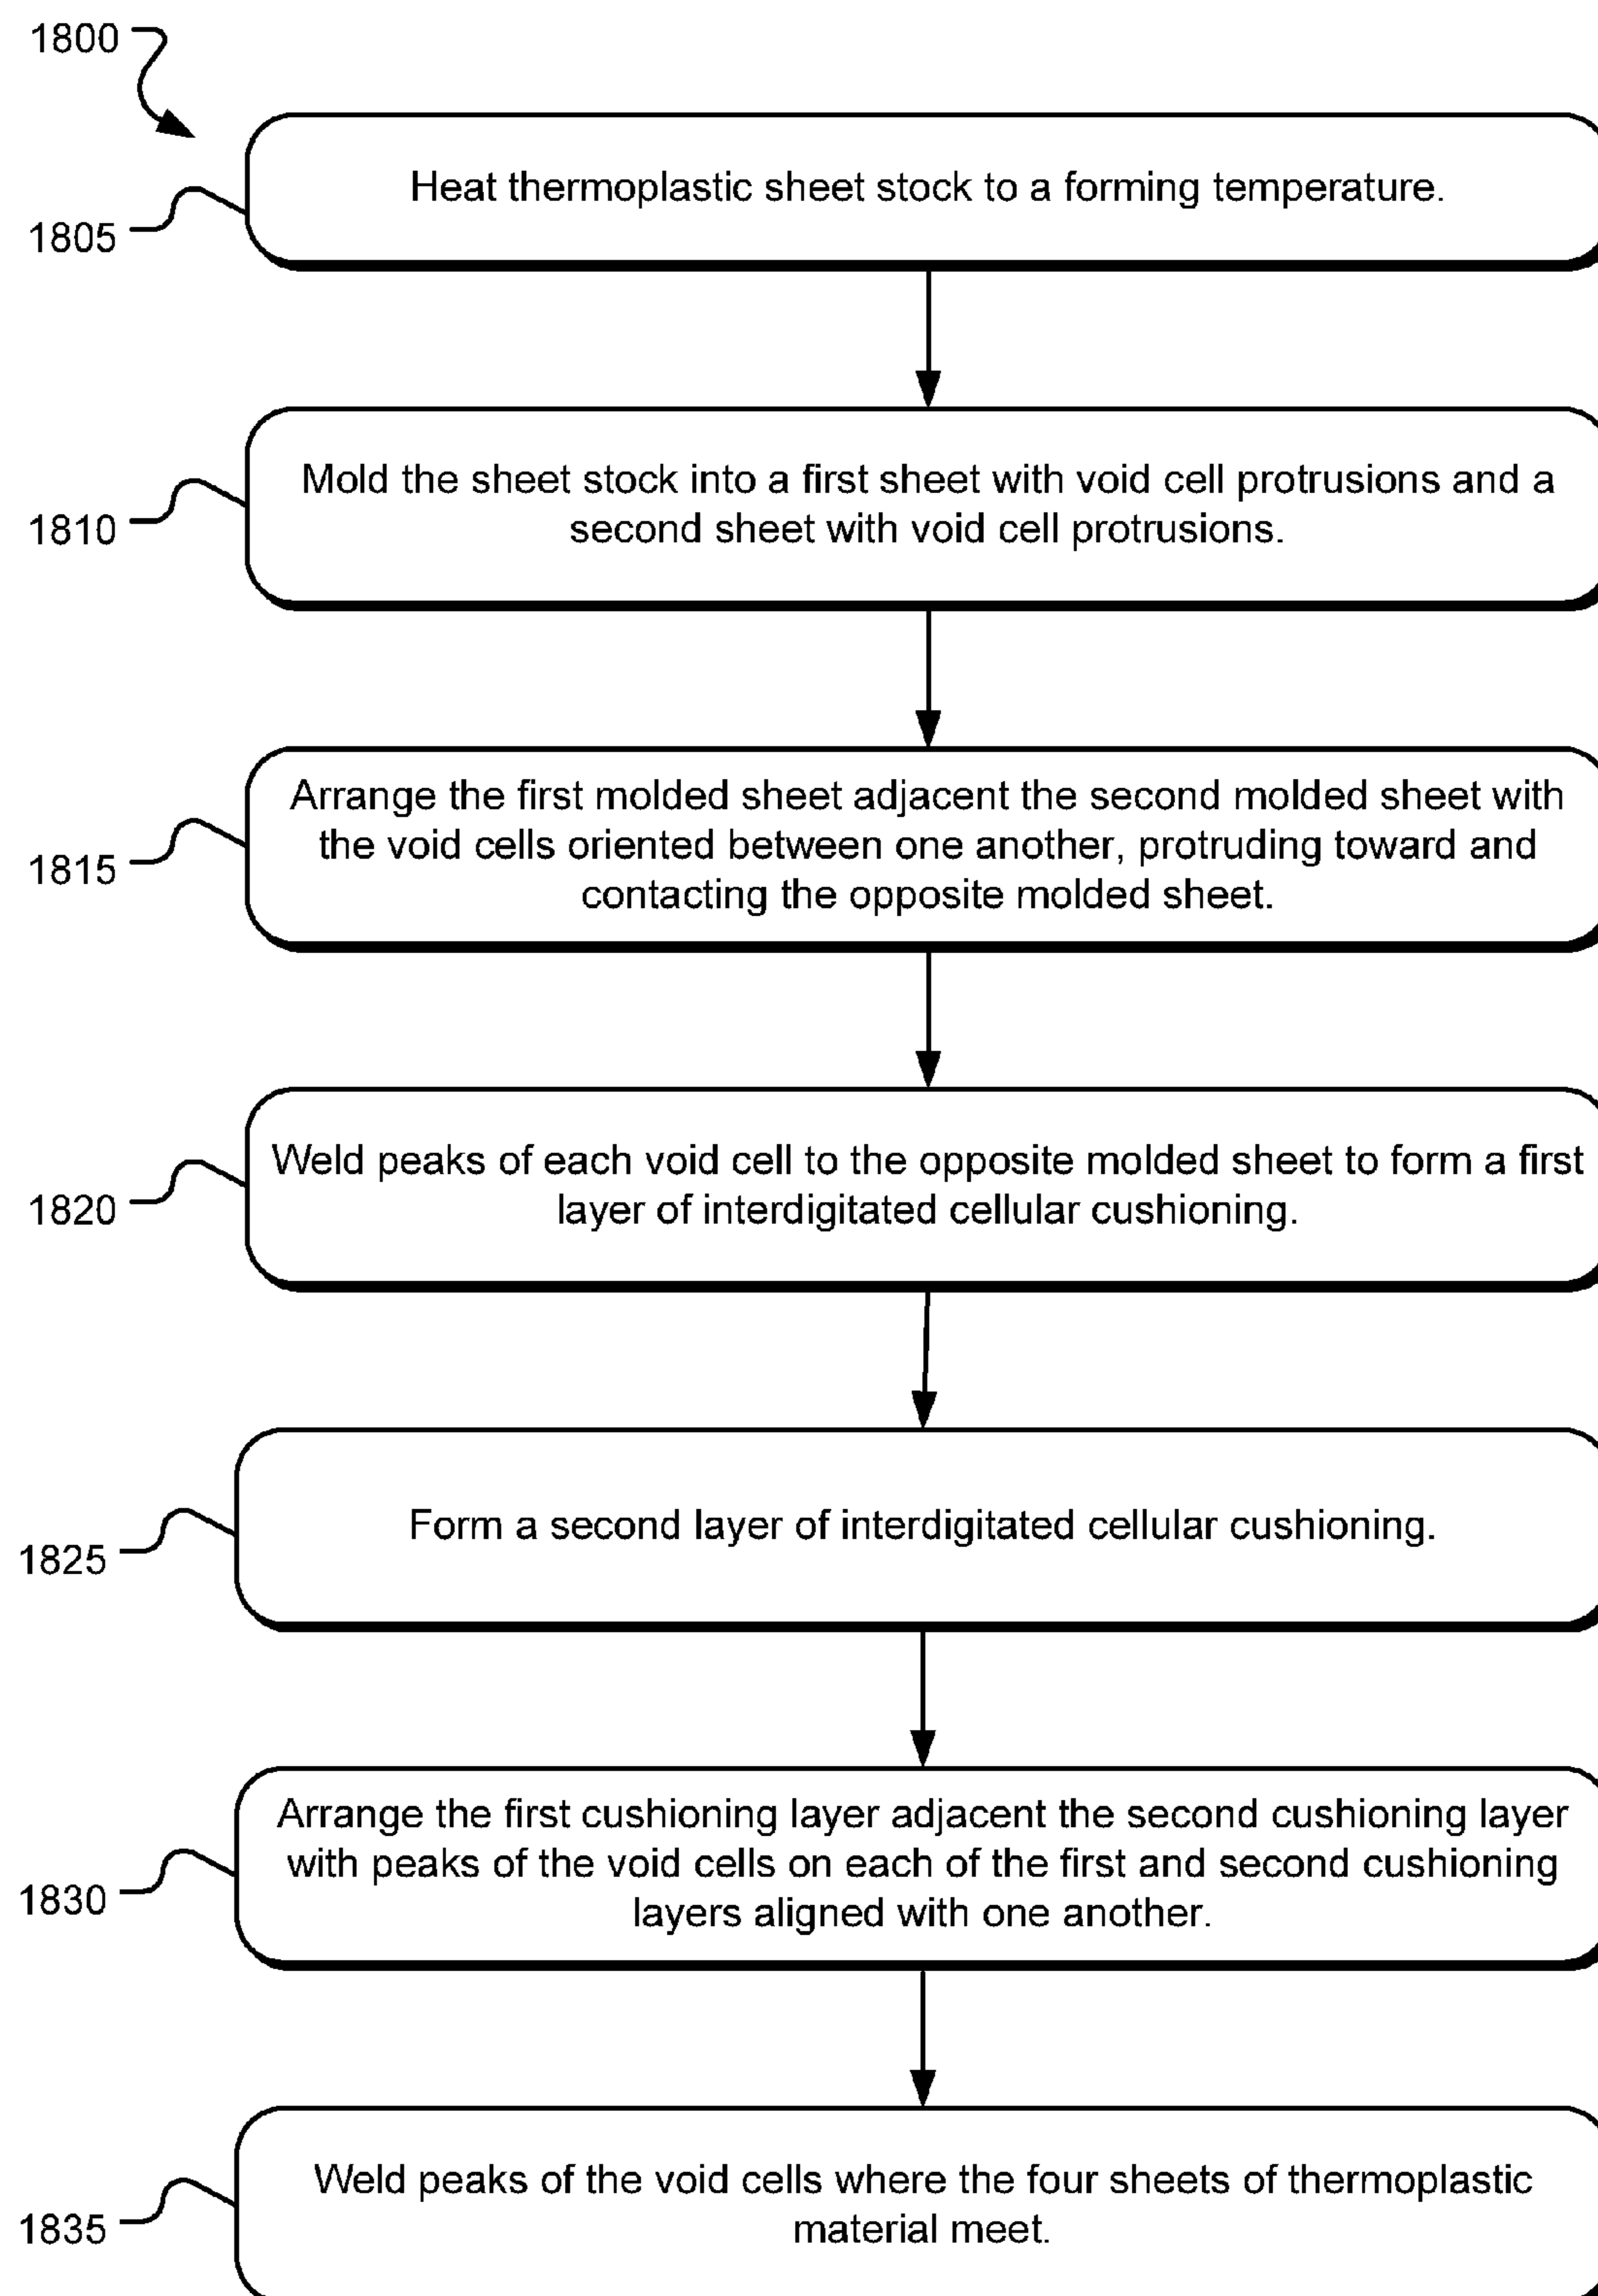 1800
Heat thermoplastic sheet stock to a forming temperature.
1805
Mold the sheet stock into a first sheet with void cell protrusions and a
second sheet with void cell protrusions.
1810
Arrange the first molded sheet adjacent the second molded sheet with
the void cells oriented between one another, protruding toward and
contacting the opposite molded sheet.
1815
Weld peaks of each void cell to the opposite molded sheet to form a first
layer of interdigitated cellular cushioning.
1820
Form a second layer of interdigitated cellular cushioning.
1825
Arrange the first cushioning layer adjacent the second cushioning layer
with peaks of the void cells on each of the first and second cushioning
layers aligned with one another.
1830
Weld peaks of the void cells where the four sheets of thermoplastic
material meet.
1835